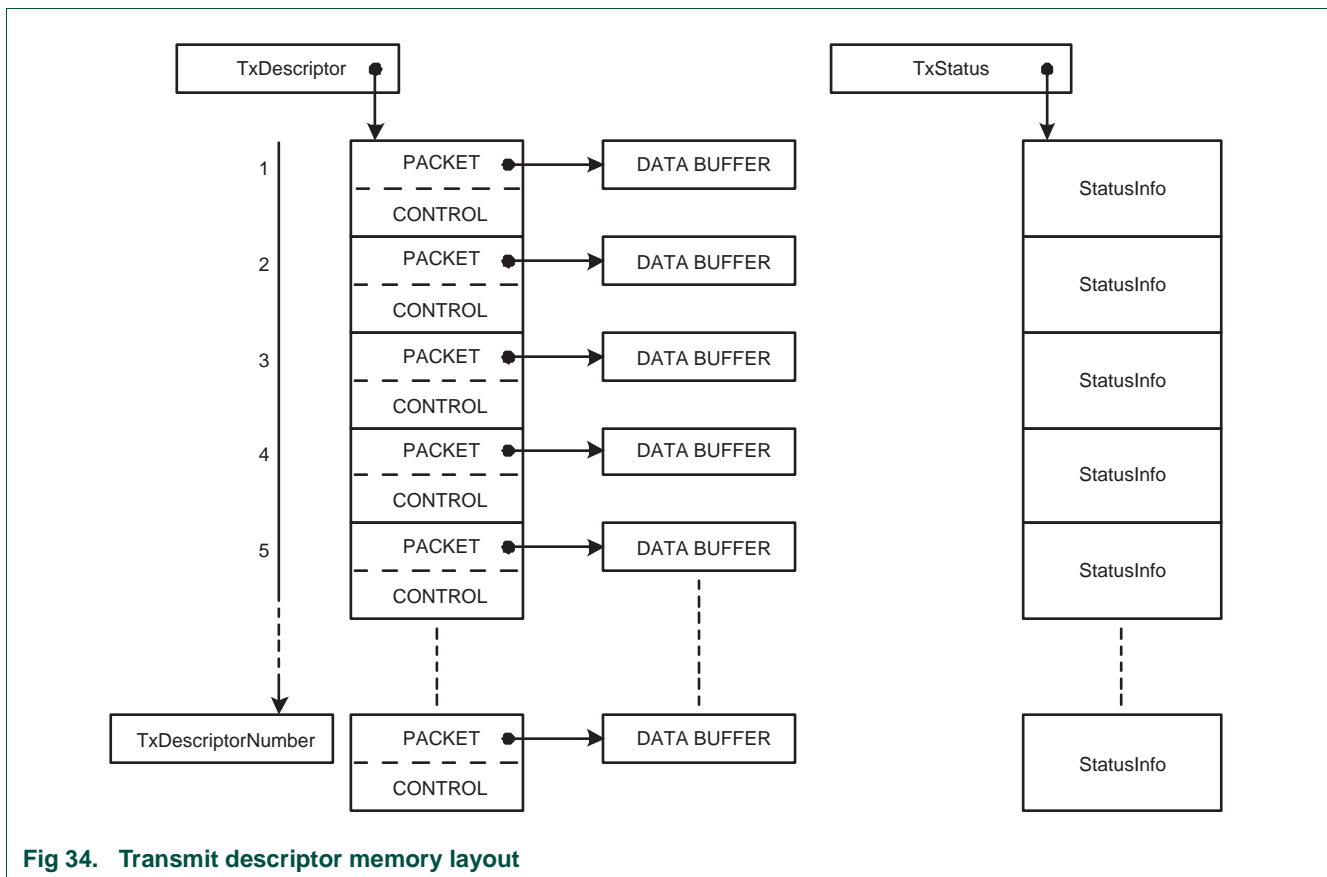 TxDescriptor
TxStatus
1
PACKET
DATA BUFFER
StatusInfo
CONTROL
2
PACKET
DATA BUFFER
StatusInfo
CONTROL
3
PACKET
DATA BUFFER
StatusInfo
CONTROL
4
PACKET
DATA BUFFER
StatusInfo
CONTROL
5
PACKET
DATA BUFFER
StatusInfo
CONTROL
TxDescriptorNumber
PACKET
DATA BUFFER
StatusInfo
CONTROL
Fig 34. Transmit descriptor memory layout